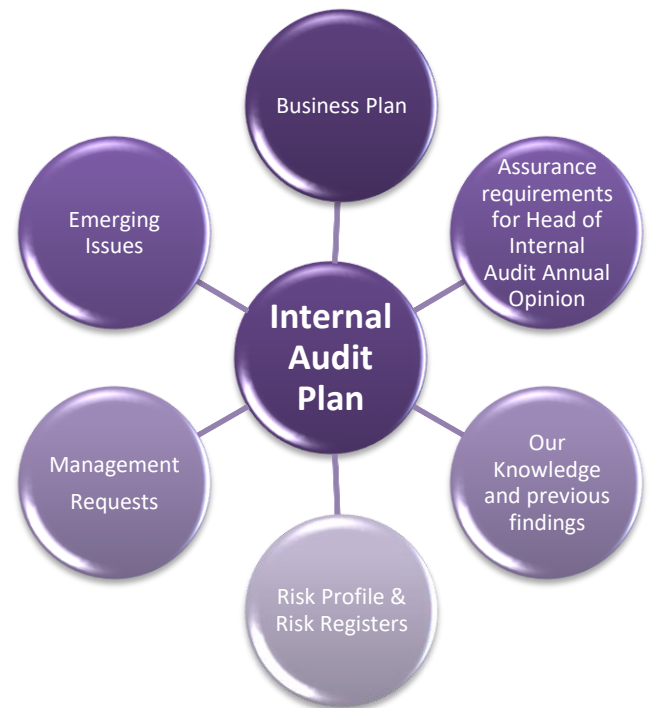 Business Plan
Assurance
requirements
for Head of
Internal
Audit Annual
Opinion
Emerging
Issues
Internal
Audit
Plan
Our
Knowledge
and previous
findings
Management
Requests
Risk Profile &
Risk Registers